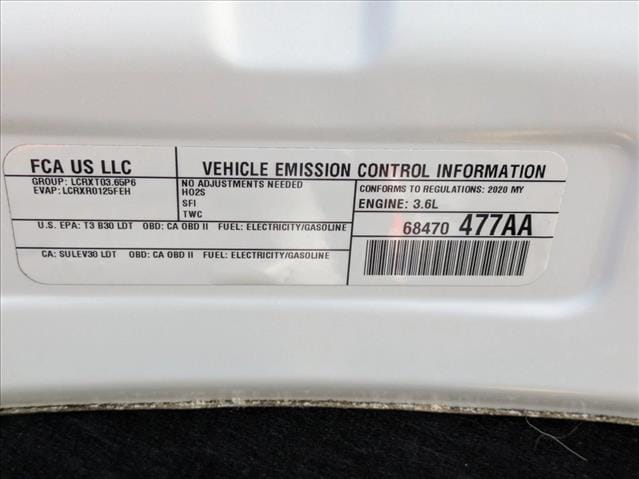 FCA US LLC
GROUP: LCRXT03.65P6
EVAP: LCRXR0125FEH
VEHICLE EMISSION CONTROL INFORMATION
NO ADJUSTMENTS NEEDED
HO2S
SFI
TWC
CONFORMS TO REGULATIONS: 2020 MY
ENGINE: 3.6L
U.S. EPA: T3 B30 LDT OBD: CA OBD II FUEL: ELECTRICITY/GASOLINE
68470 477AA
CA: SULEV30 LDT OBD: CA OBD II FUEL: ELECTRICITY/GASOLINE